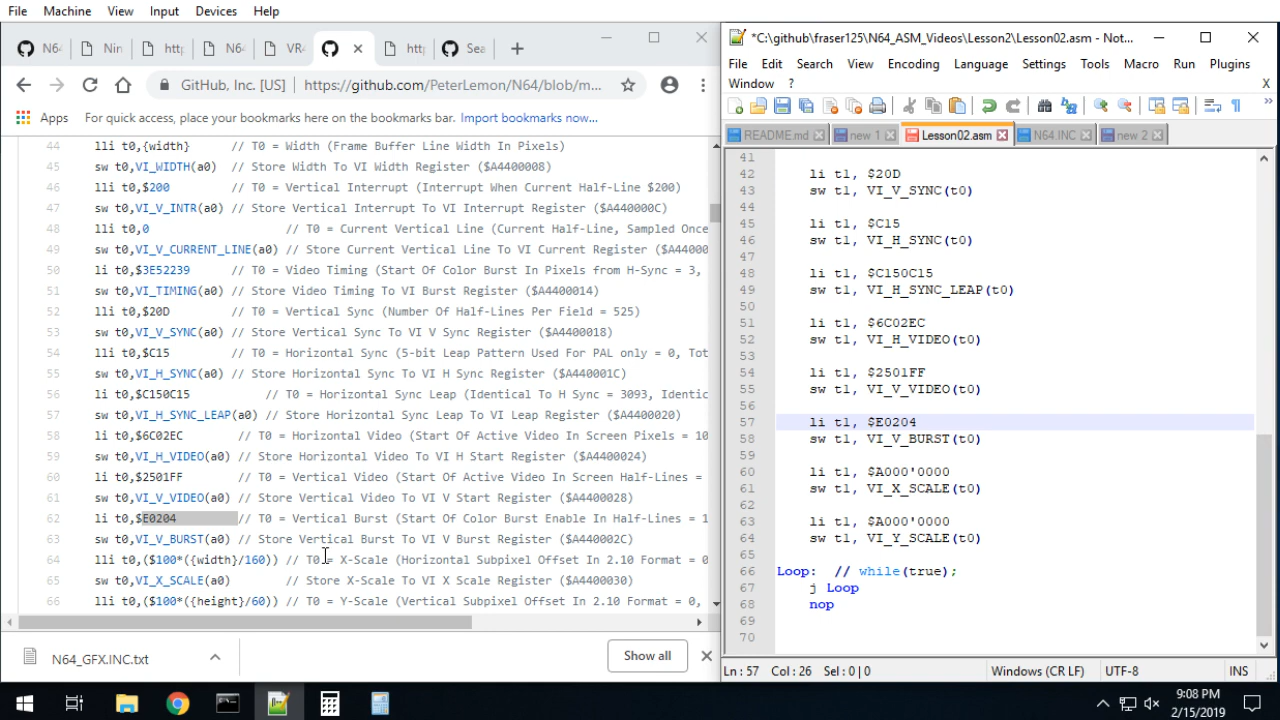 File Machine View Input Devices Help
N64 Nin http N64 VR4 × http Sea +
GitHub, Inc. [US] https://github.com/PeterLemon/N64/blob/m...
Apps For quick access, place your bookmarks here on the bookmarks bar. Import bookmarks now...
44 lli t0,{width} // T0 = Width (Frame Buffer Line Width In Pixels)
45 sw t0,VI_WIDTH(a0) // Store Width To VI Width Register ($A4400008)
46 lli t0,$200 // T0 = Vertical Interrupt (Interrupt When Current Half-Line $200)
47 sw t0,VI_V_INTR(a0) // Store Vertical Interrupt To VI Interrupt Register ($A440000C)
48 lli t0,0 // T0 = Current Vertical Line (Current Half-Line, Sampled Once
49 sw t0,VI_V_CURRENT_LINE(a0) // Store Current Vertical Line To VI Current Register ($A44000
50 li t0,$3E52239 // T0 = Video Timing (Start Of Color Burst In Pixels from H-Sync = 3,
51 sw t0,VI_TIMING(a0) // Store Video Timing To VI Burst Register ($A4400014)
52 lli t0,$20D // T0 = Vertical Sync (Number Of Half-Lines Per Field = 525)
53 sw t0,VI_V_SYNC(a0) // Store Vertical Sync To VI V Sync Register ($A4400018)
54 lli t0,$C15 // T0 = Horizontal Sync (5-bit Leap Pattern Used For PAL only = 0, Tot
55 sw t0,VI_H_SYNC(a0) // Store Horizontal Sync To VI H Sync Register ($A440001C)
56 li t0,$C150C15 // T0 = Horizontal Sync Leap (Identical To H Sync = 3093, Identic
57 sw t0,VI_H_SYNC_LEAP(a0) // Store Horizontal Sync Leap To VI Leap Register ($A4400020)
58 li t0,$6C02EC // T0 = Horizontal Video (Start Of Active Video In Screen Pixels = 10
59 sw t0,VI_H_VIDEO(a0) // Store Horizontal Video To VI H Start Register ($A4400024)
60 li t0,$2501FF // T0 = Vertical Video (Start Of Active Video In Screen Half-Lines =
61 sw t0,VI_V_VIDEO(a0) // Store Vertical Video To VI V Start Register ($A4400028)
62 li t0,$E0204 // T0 = Vertical Burst (Start Of Color Burst Enable In Half-Lines = 1
63 sw t0,VI_V_BURST(a0) // Store Vertical Burst To VI V Burst Register ($A440002C)
64 lli t0,($100*({width}/160)) // T0 = X-Scale (Horizontal Subpixel Offset In 2.10 Format = 0
65 sw t0,VI_X_SCALE(a0) // Store X-Scale To VI X Scale Register ($A4400030)
66 lli t0,($100*({height}/60)) // T0 = Y-Scale (Vertical Subpixel Offset In 2.10 Format = 0,
N64_GFX.INC.txt
Show all
*C:\github\fraser125\N64_ASM_Videos\Lesson2\Lesson02.asm - Not...
File Edit Search View Encoding Language Settings Tools Macro Run Plugins
Window ? X
README.md new 1 Lesson02.asm N64.INC new 2
41
42 li t1, $20D
43 sw t1, VI_V_SYNC(t0)
44
45 li t1, $C15
46 sw t1, VI_H_SYNC(t0)
47
48 li t1, $C150C15
49 sw t1, VI_H_SYNC_LEAP(t0)
50
51 li t1, $6C02EC
52 sw t1, VI_H_VIDEO(t0)
53
54 li t1, $2501FF
55 sw t1, VI_V_VIDEO(t0)
56
57 li t1, $E0204
58 sw t1, VI_V_BURST(t0)
59
60 li t1, $A000'0000
61 sw t1, VI_X_SCALE(t0)
62
63 li t1, $A000'0000
64 sw t1, VI_Y_SCALE(t0)
65
66 Loop: // while(true);
67 j Loop
68 nop
69
70
Ln : 57 Col : 26 Sel : 0 | 0 Windows (CR LF) UTF-8 INS
9:08 PM
2/15/2019